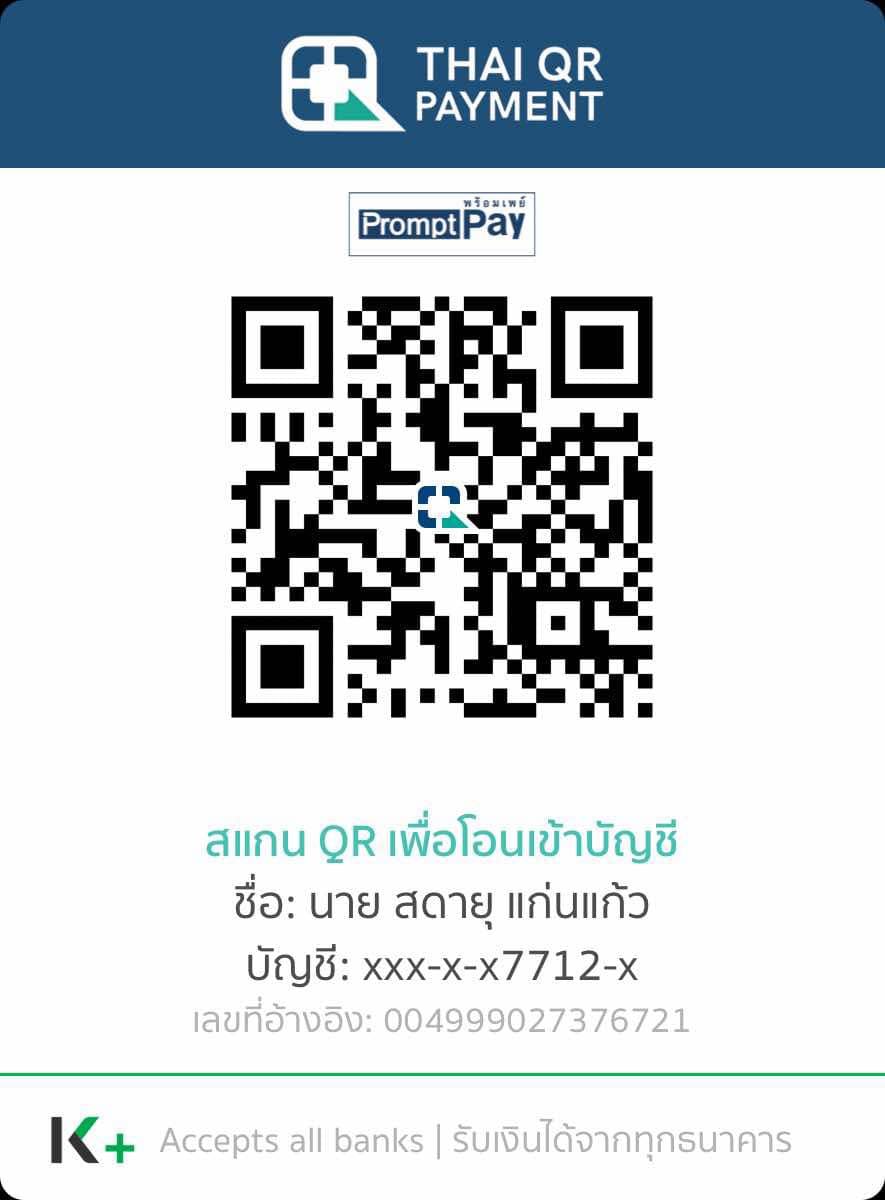 THAI QR
PAYMENT
พร้อมเพย์
PromptPay
สแกน QR เพื่อโอนเข้าบัญชี
ชื่อ: นาย สดายุ แก่นแก้ว
บัญชี: xxx-x-x7712-x
เลขที่อ้างอิง: 004999027376721
K+ Accepts all banks | รับเงินได้จากทุกธนาคาร